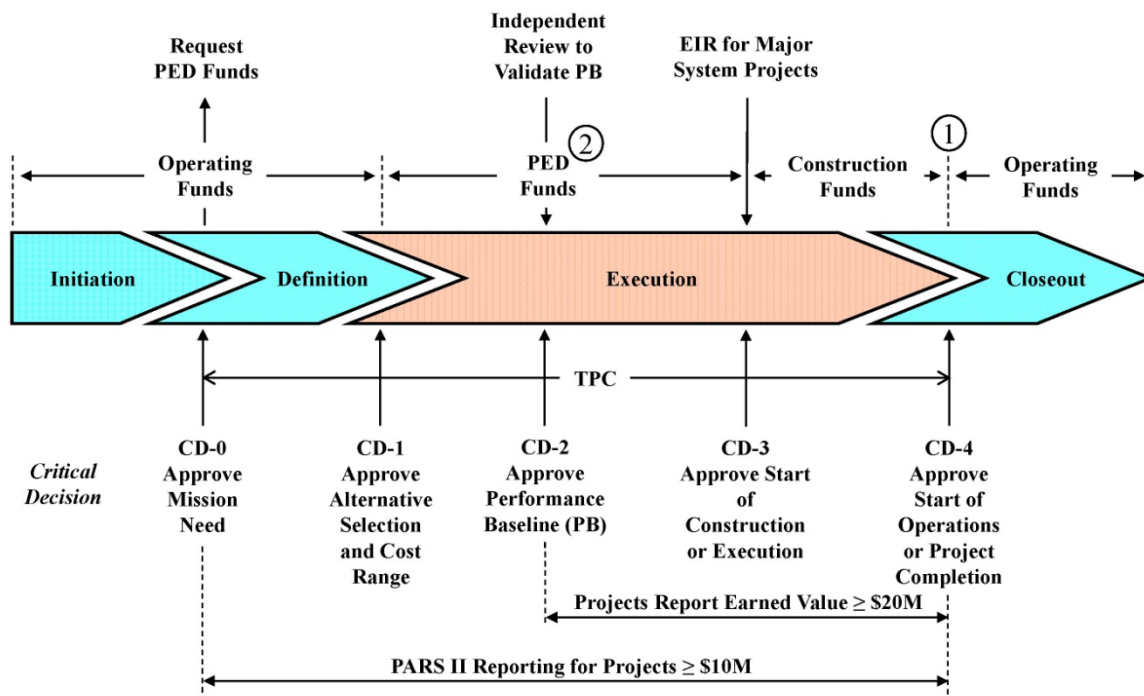 Request
PED Funds
Independent
Review to
Validate PB
EIR for Major
System Projects
Operating
Funds
PED
Funds
2
Construction
Funds
1
Operating
Funds
Initiation
Definition
Execution
Closeout
TPC
Critical
Decision
CD-0
Approve
Mission
Need
CD-1
Approve
Alternative
Selection
and Cost
Range
CD-2
Approve
Performance
Baseline (PB)
CD-3
Approve Start
of
Construction
or Execution
CD-4
Approve
Start of
Operations
or Project
Completion
Projects Report Earned Value ≥ $20M
PARS II Reporting for Projects ≥ $10M